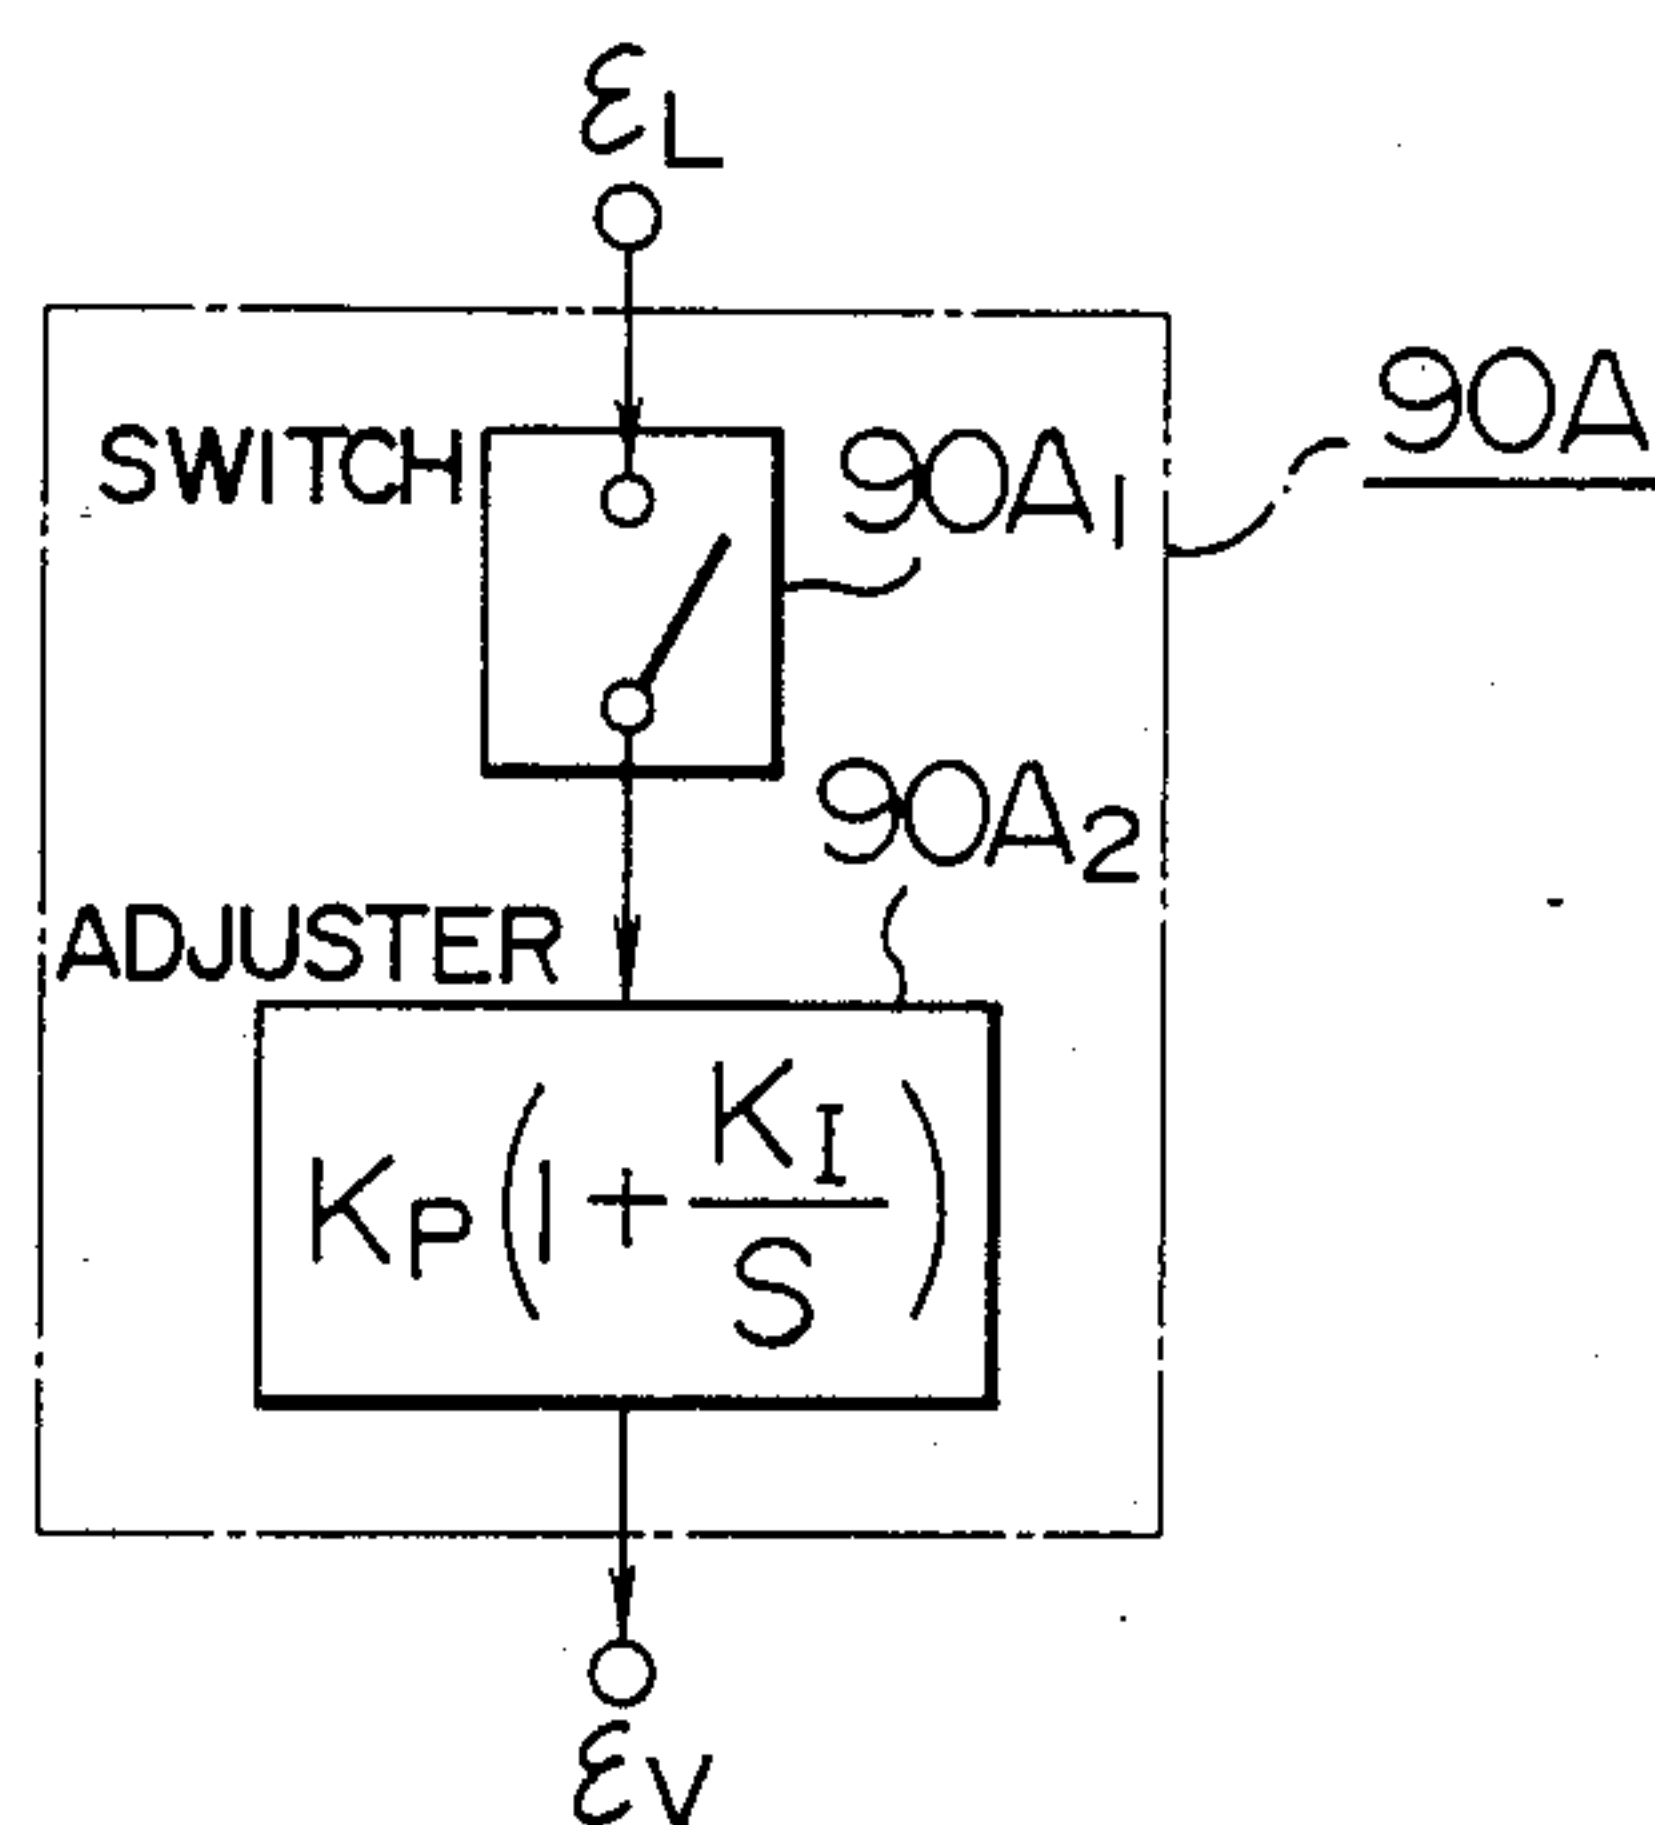 εL
90A
SWITCH
90A1
90A2
ADJUSTER
KP(1+KI/S)
εV